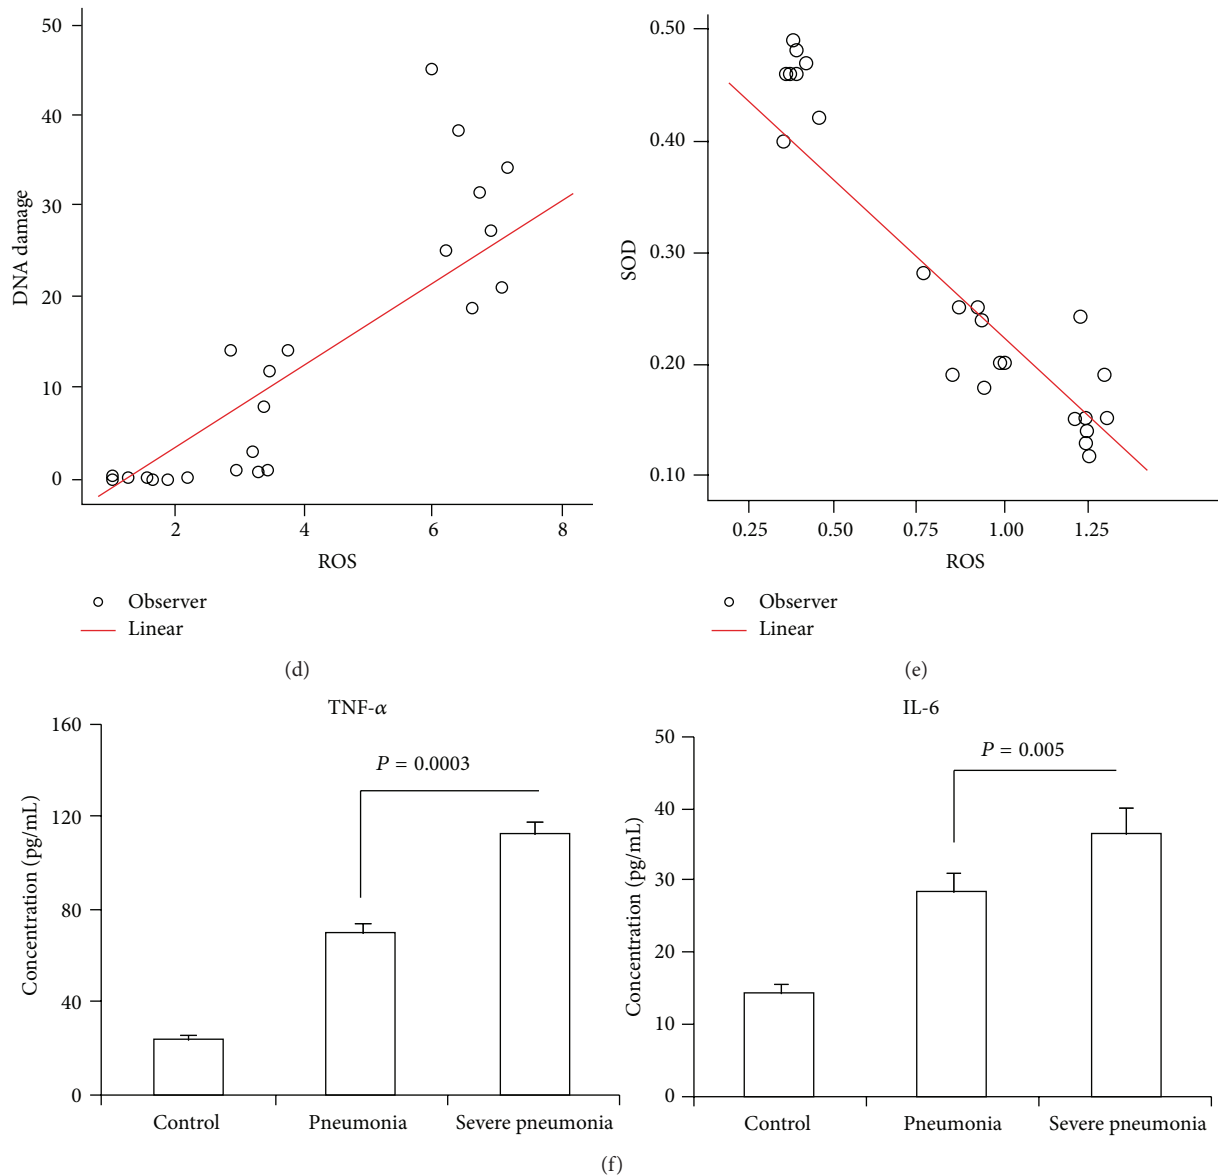 50
40
30
20
10
0
DNA damage
2
4
6
8
ROS
Observer
Linear
(d)
0.50
0.40
0.30
0.20
0.10
SOD
0.25
0.50
0.75
1.00
1.25
ROS
Observer
Linear
(e)
TNF-α
160
120
80
40
0
Concentration (pg/mL)
P = 0.0003
Control
Pneumonia
Severe pneumonia
IL-6
50
40
30
20
10
0
Concentration (pg/mL)
P = 0.005
Control
Pneumonia
Severe pneumonia
(f)